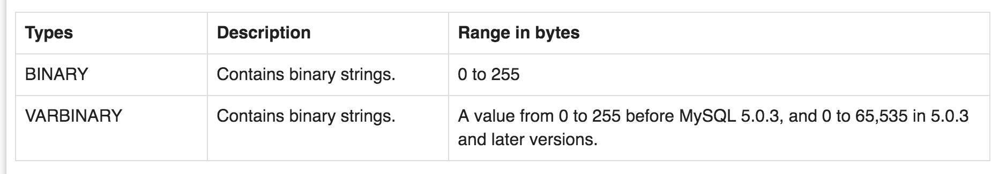 Types Description Range in bytes
BINARY Contains binary strings. 0 to 255
VARBINARY Contains binary strings. A value from 0 to 255 before MySQL 5.0.3, and 0 to 65,535 in 5.0.3
and later versions.